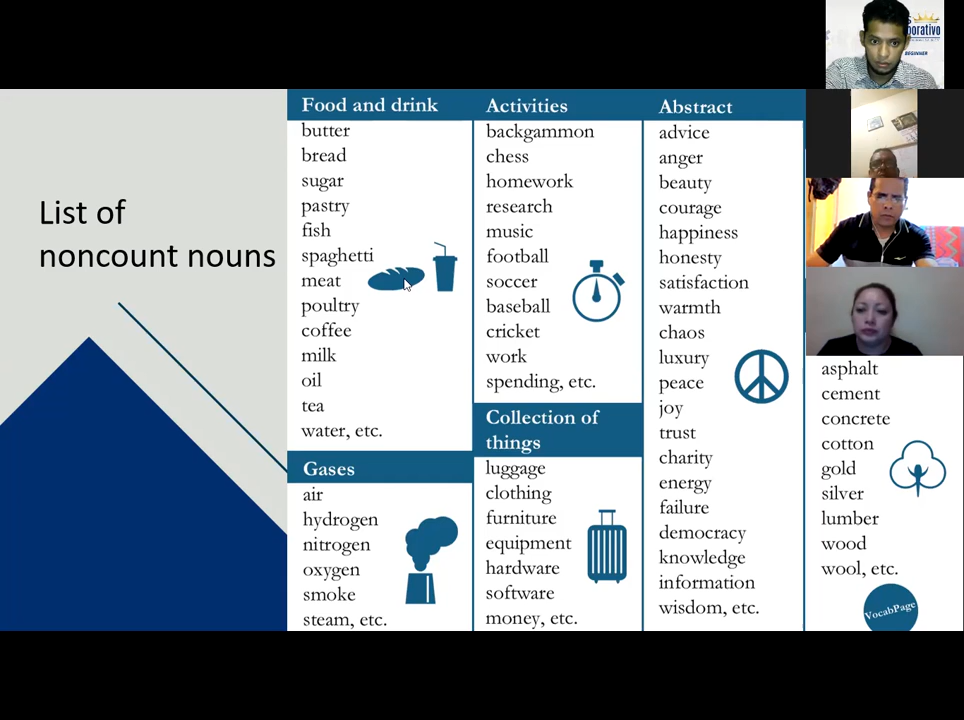 List of
noncount nouns
Food and drink
butter
bread
sugar
pastry
fish
spaghetti
meat
poultry
coffee
milk
oil
tea
water, etc.
Gases
air
hydrogen
nitrogen
oxygen
smoke
steam, etc.
Activities
backgammon
chess
homework
research
music
football
soccer
baseball
cricket
work
spending, etc.
Collection of
things
luggage
clothing
furniture
equipment
hardware
software
money, etc.
Abstract
advice
anger
beauty
courage
happiness
honesty
satisfaction
warmth
chaos
luxury
peace
joy
trust
charity
energy
failure
democracy
knowledge
information
wisdom, etc.
asphalt
cement
concrete
cotton
gold
silver
lumber
wood
wool, etc.
VocabPage
BEGINNER